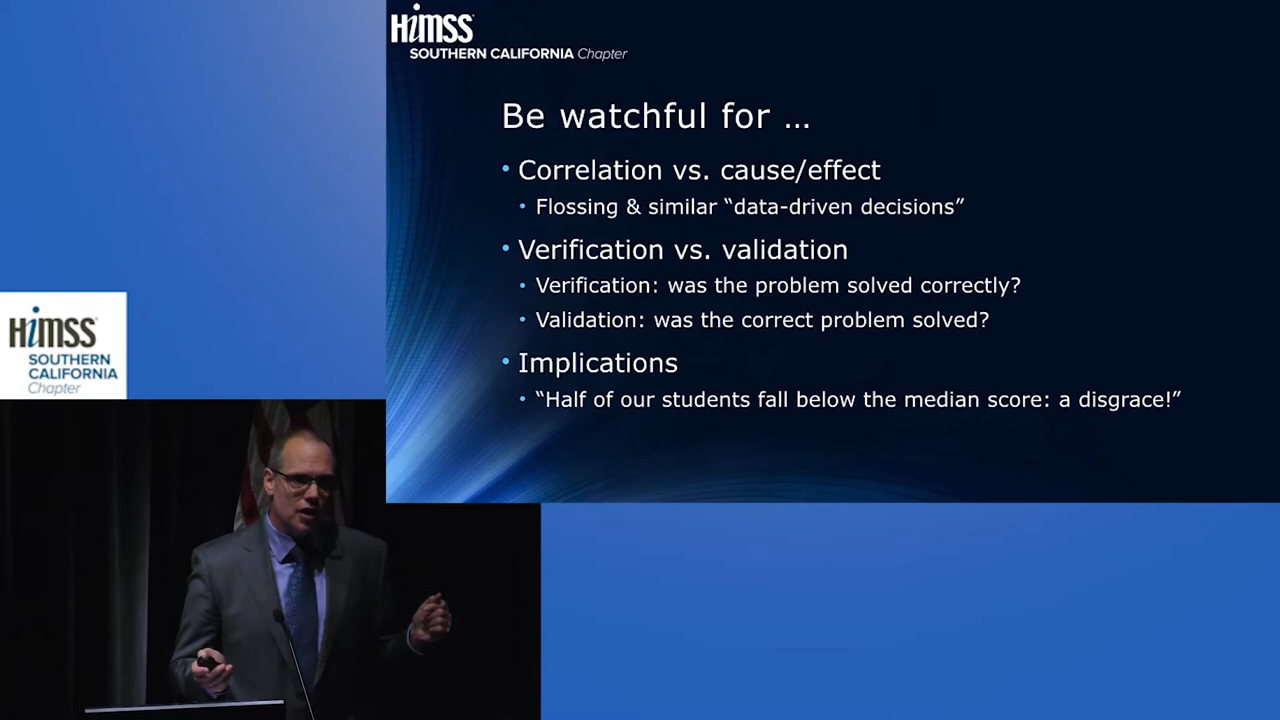 HiMSS
SOUTHERN CALIFORNIA Chapter
Be watchful for …
• Correlation vs. cause/effect
• Flossing & similar “data-driven decisions”
• Verification vs. validation
• Verification: was the problem solved correctly?
• Validation: was the correct problem solved?
• Implications
• “Half of our students fall below the median score: a disgrace!”
HiMSS
SOUTHERN
CALIFORNIA
Chapter